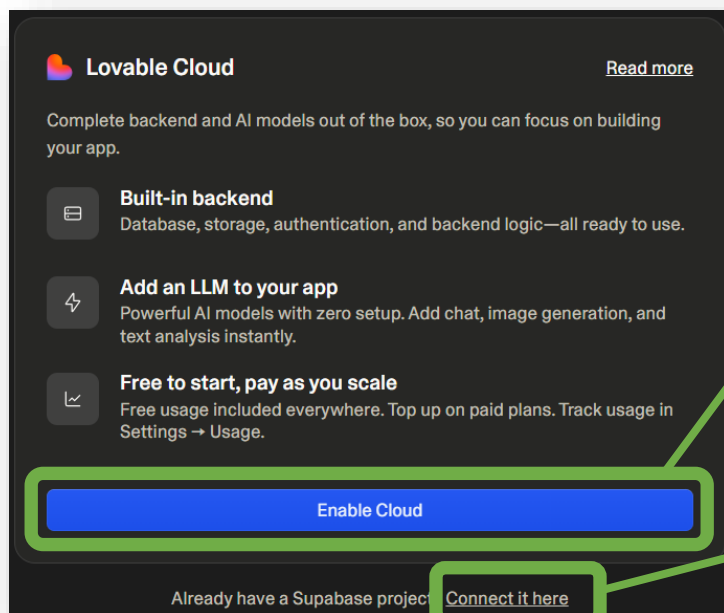 Lovable Cloud
Read more
Complete backend and AI models out of the box, so you can focus on building
your app.
Built-in backend
Database, storage, authentication, and backend logic—all ready to use.
Add an LLM to your app
Powerful AI models with zero setup. Add chat, image generation, and
text analysis instantly.
Free to start, pay as you scale
Free usage included everywhere. Top up on paid plans. Track usage in
Settings → Usage.
Enable Cloud
Already have a Supabase project Connect it here